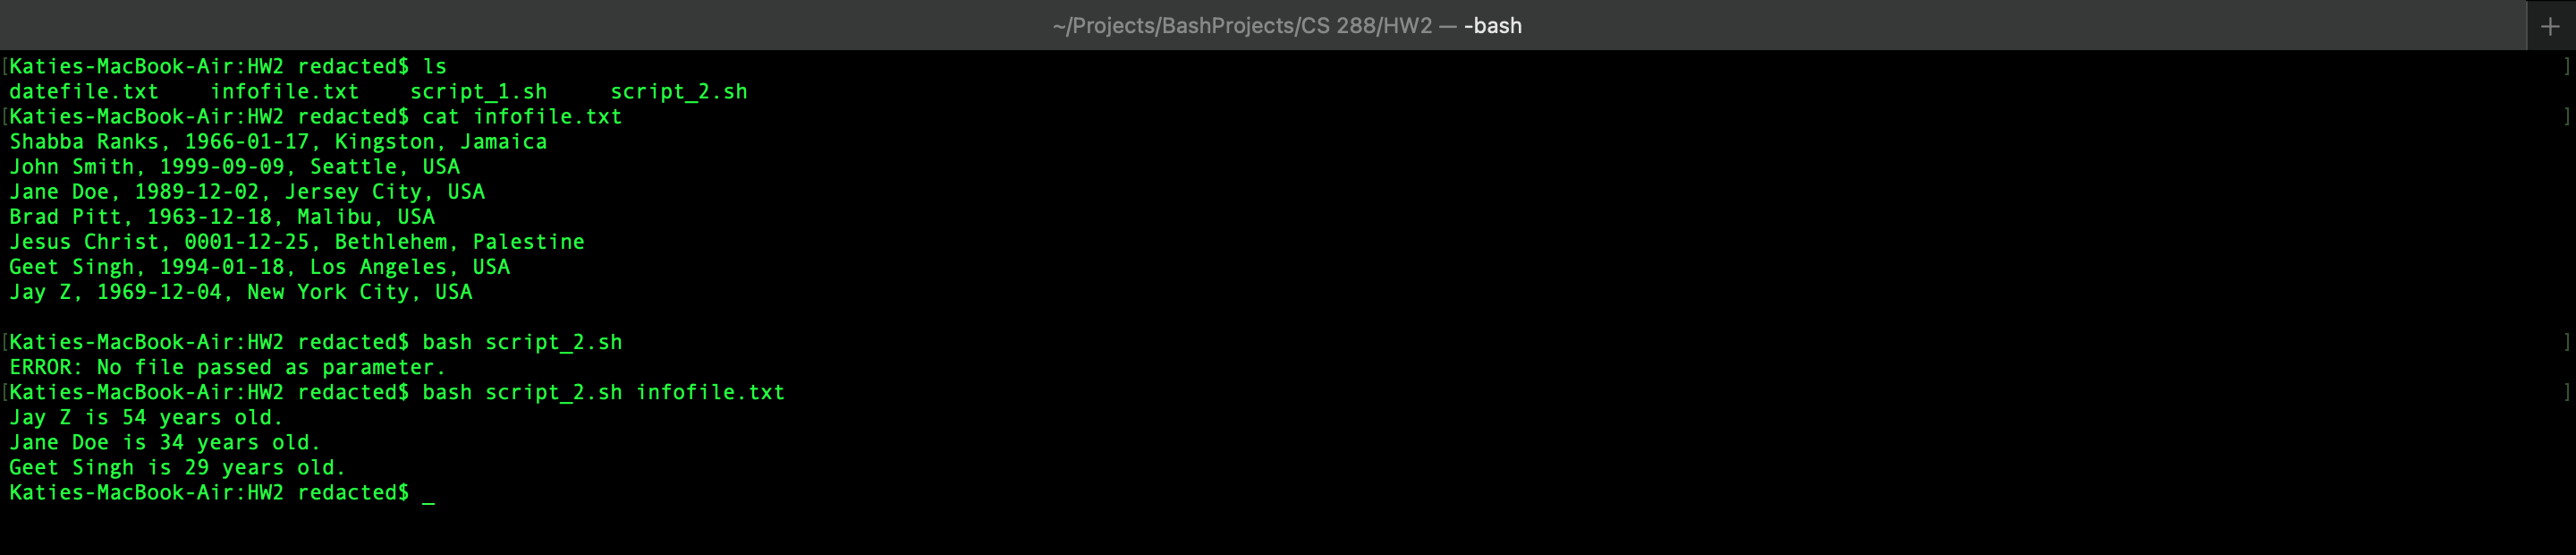 ~/Projects/BashProjects/CS 288/HW2 — -bash +
[Katies-MacBook-Air:HW2 redacted$ ls ]
datefile.txt infofile.txt script_1.sh script_2.sh
[Katies-MacBook-Air:HW2 redacted$ cat infofile.txt ]
Shabba Ranks, 1966-01-17, Kingston, Jamaica
John Smith, 1999-09-09, Seattle, USA
Jane Doe, 1989-12-02, Jersey City, USA
Brad Pitt, 1963-12-18, Malibu, USA
Jesus Christ, 0001-12-25, Bethlehem, Palestine
Geet Singh, 1994-01-18, Los Angeles, USA
Jay Z, 1969-12-04, New York City, USA
[Katies-MacBook-Air:HW2 redacted$ bash script_2.sh ]
ERROR: No file passed as parameter.
[Katies-MacBook-Air:HW2 redacted$ bash script_2.sh infofile.txt ]
Jay Z is 54 years old.
Jane Doe is 34 years old.
Geet Singh is 29 years old.
Katies-MacBook-Air:HW2 redacted$ _